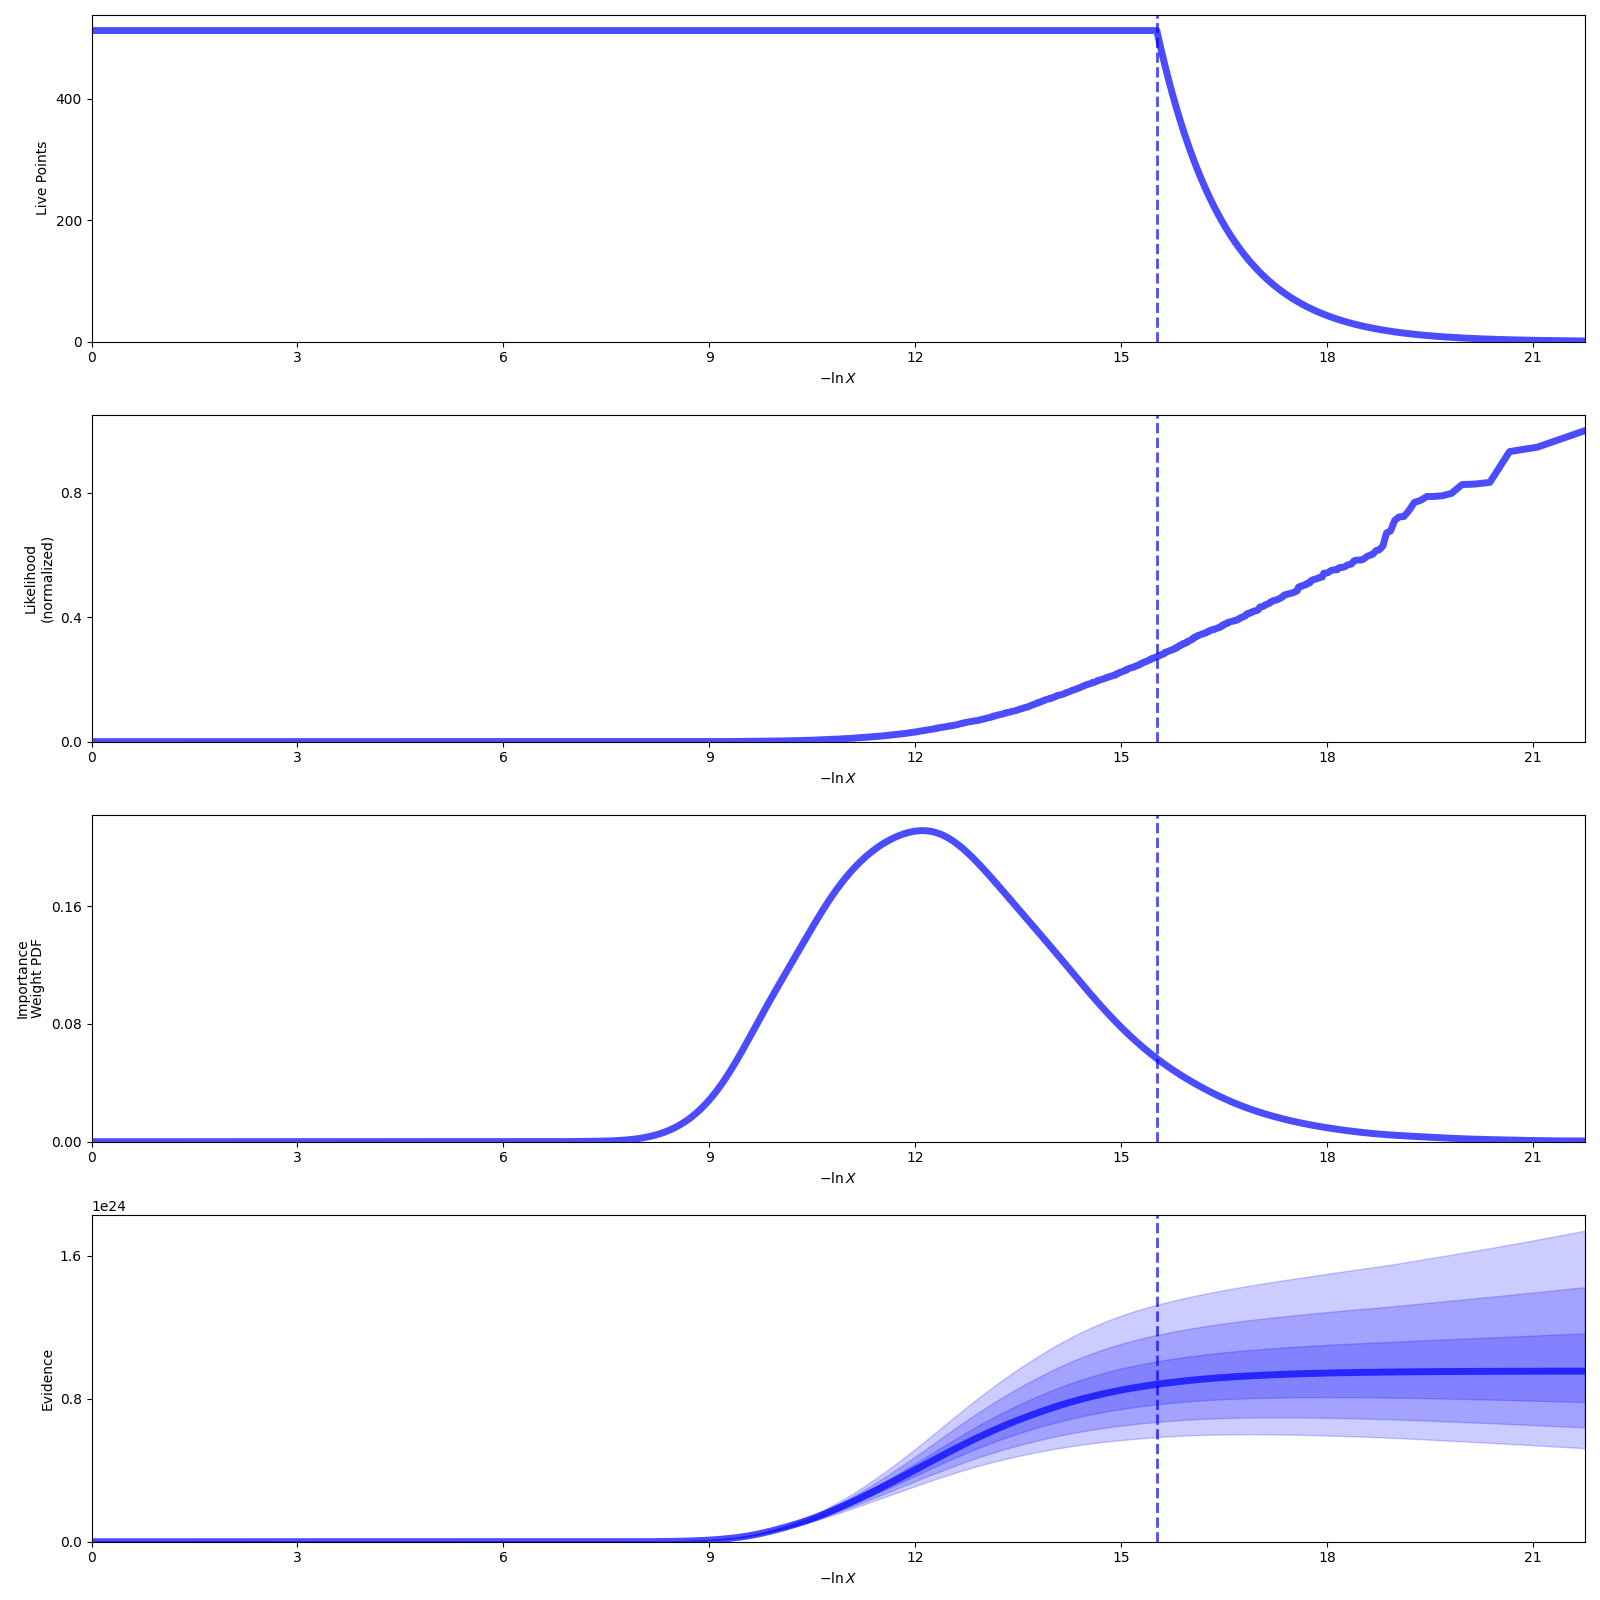 400
200
0
Live Points
0 3 6 9 12 15 18 21
−ln X
0.8
0.4
0.0
Likelihood
(normalized)
0 3 6 9 12 15 18 21
−ln X
0.16
0.08
0.00
Importance
Weight PDF
0 3 6 9 12 15 18 21
−ln X
1e24
1.6
0.8
0.0
Evidence
0 3 6 9 12 15 18 21
−ln X